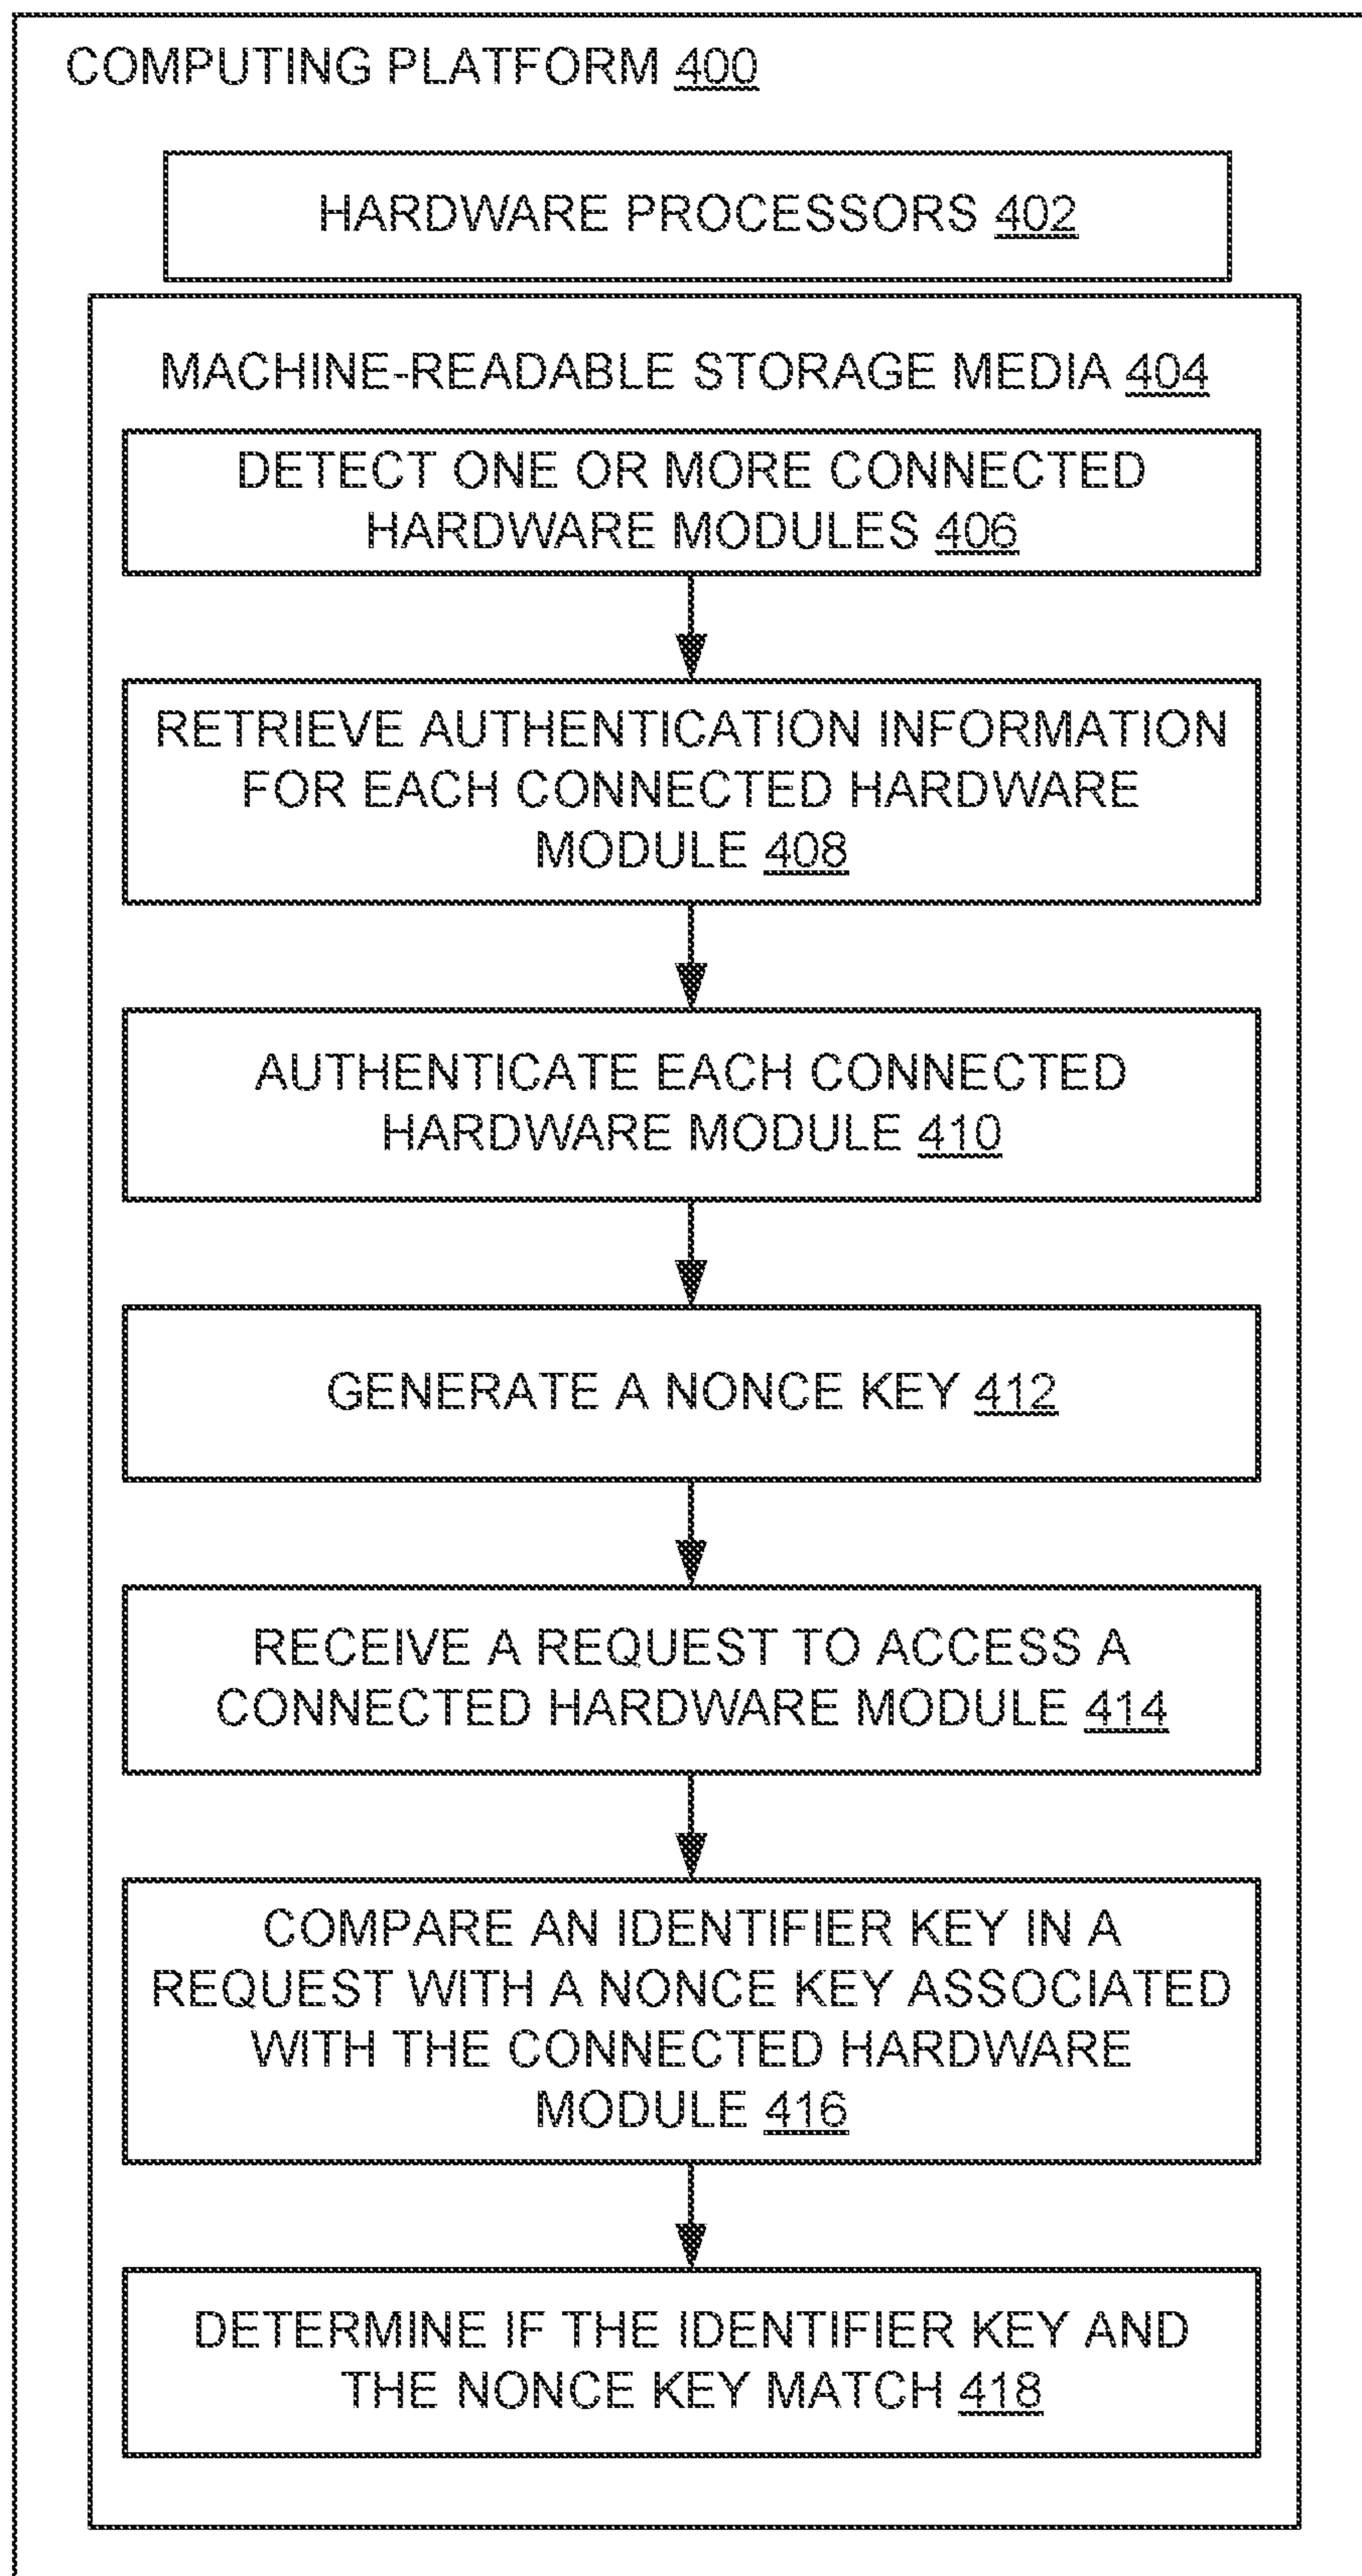 COMPUTING PLATFORM 400
HARDWARE PROCESSORS 402
MACHINE-READABLE STORAGE MEDIA 404
DETECT ONE OR MORE CONNECTED
HARDWARE MODULES 406
RETRIEVE AUTHENTICATION INFORMATION
FOR EACH CONNECTED HARDWARE
MODULE 408
AUTHENTICATE EACH CONNECTED
HARDWARE MODULE 410
GENERATE A NONCE KEY 412
RECEIVE A REQUEST TO ACCESS A
CONNECTED HARDWARE MODULE 414
COMPARE AN IDENTIFIER KEY IN A
REQUEST WITH A NONCE KEY ASSOCIATED
WITH THE CONNECTED HARDWARE
MODULE 416
DETERMINE IF THE IDENTIFIER KEY AND
THE NONCE KEY MATCH 418